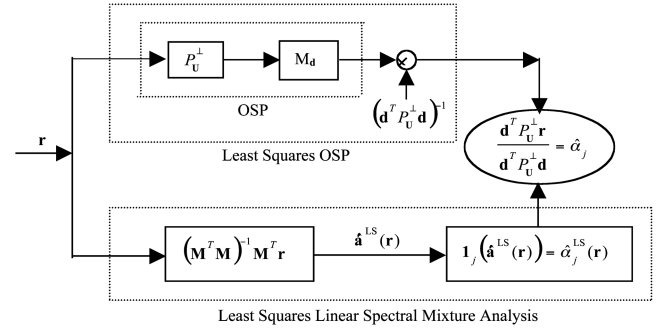 P_U^⊥
M_d
OSP
(d^T P_U^⊥ d)^{-1}
Least Squares OSP
r
d^T P_U^⊥ r / d^T P_U^⊥ d = α̂_j
(M^T M)^{-1} M^T r
á^{LS}(r)
1_j(á^{LS}(r)) = α̂_j^{LS}(r)
Least Squares Linear Spectral Mixture Analysis